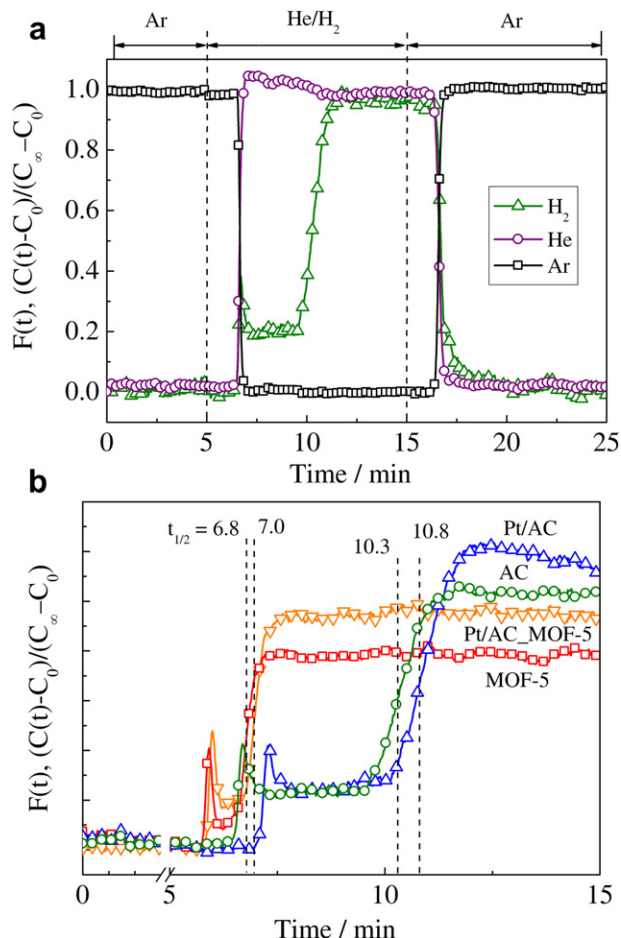 a
Ar He/H₂ Ar
F(t), (C(t)-C₀)/(C∞–C₀)
1.0
0.8
0.6
0.4
0.2
0.0
H₂
He
Ar
0 5 10 15 20 25
Time / min
b
F(t), (C(t)-C₀)/(C∞–C₀)
t₁/₂ = 6.8 7.0 10.3 10.8
Pt/AC
AC
Pt/AC_MOF-5
MOF-5
0 5 10 15
Time / min